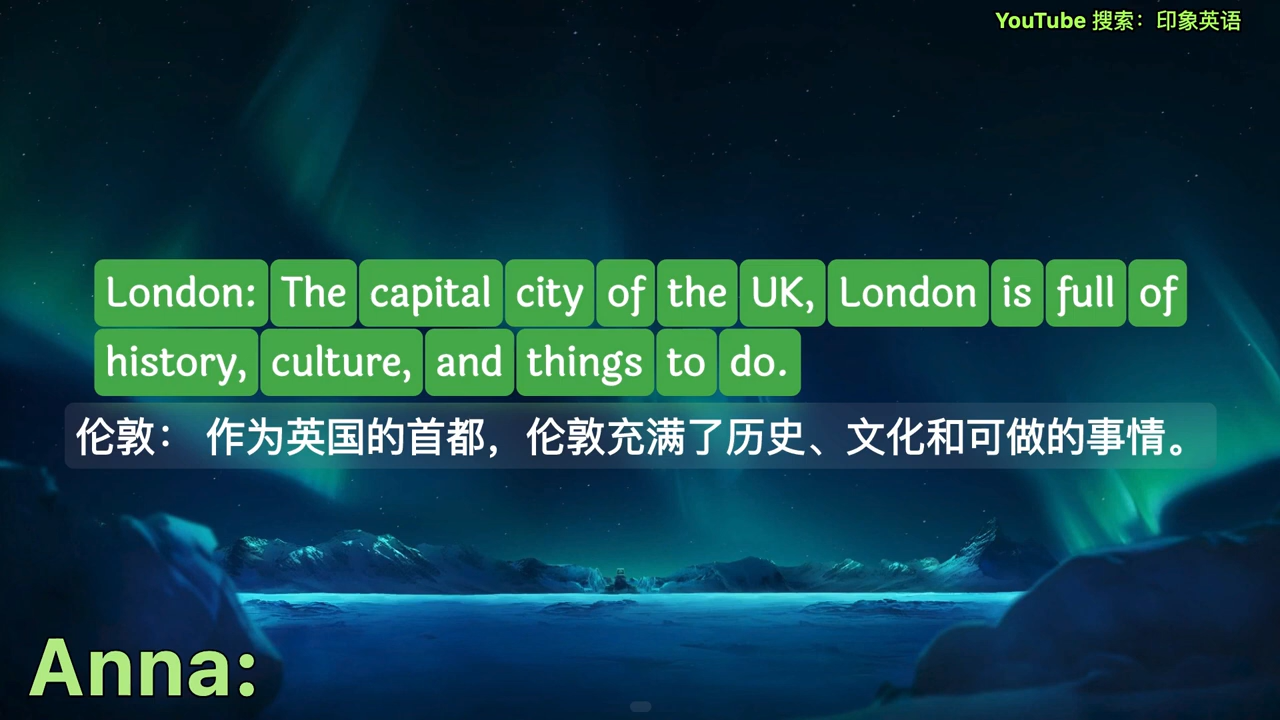 YouTube 搜索：印象英语
London: The capital city of the UK, London is full of
history, culture, and things to do.
伦敦： 作为英国的首都，伦敦充满了历史、文化和可做的事情。
Anna: